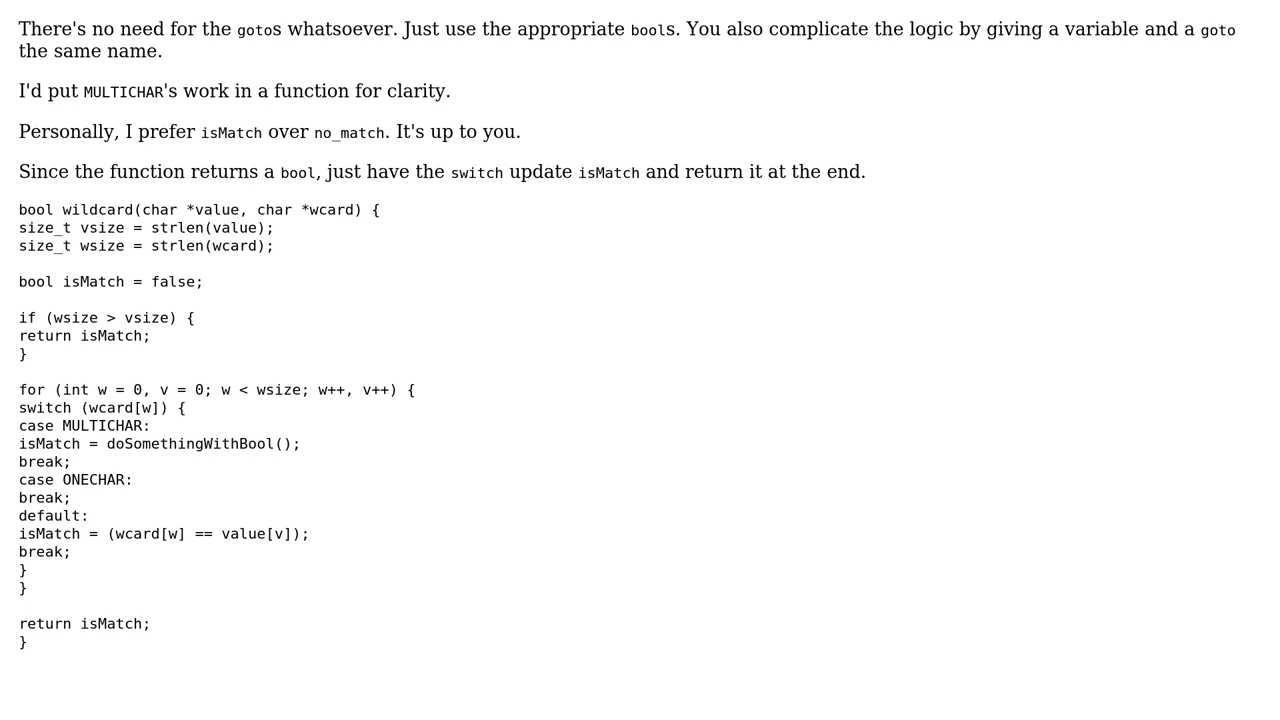 There's no need for the gotos whatsoever. Just use the appropriate bools. You also complicate the logic by giving a variable and a goto
the same name.
I'd put MULTICHAR's work in a function for clarity.
Personally, I prefer isMatch over no_match. It's up to you.
Since the function returns a bool, just have the switch update isMatch and return it at the end.
bool wildcard(char *value, char *wcard) {
size_t vsize = strlen(value);
size_t wsize = strlen(wcard);
bool isMatch = false;
if (wsize > vsize) {
return isMatch;
}
for (int w = 0, v = 0; w < wsize; w++, v++) {
switch (wcard[w]) {
case MULTICHAR:
isMatch = doSomethingWithBool();
break;
case ONECHAR:
break;
default:
isMatch = (wcard[w] == value[v]);
break;
}
}
return isMatch;
}